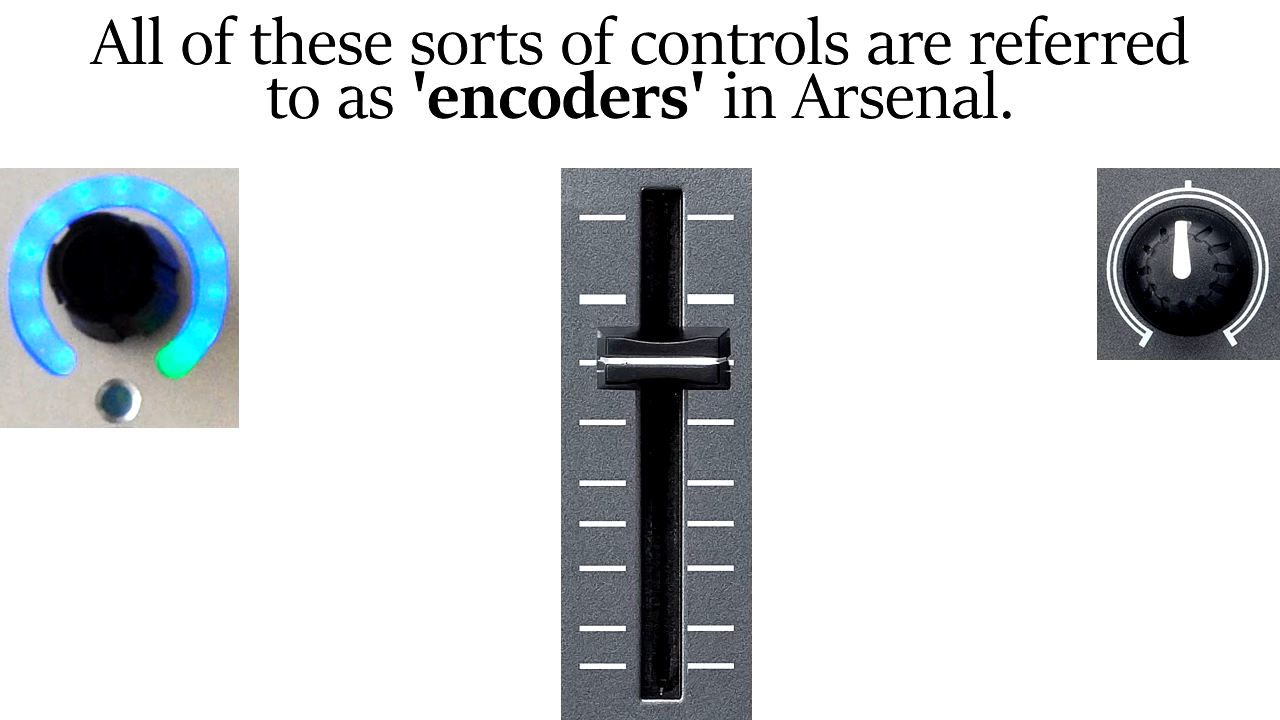 All of these sorts of controls are referred
to as 'encoders' in Arsenal.